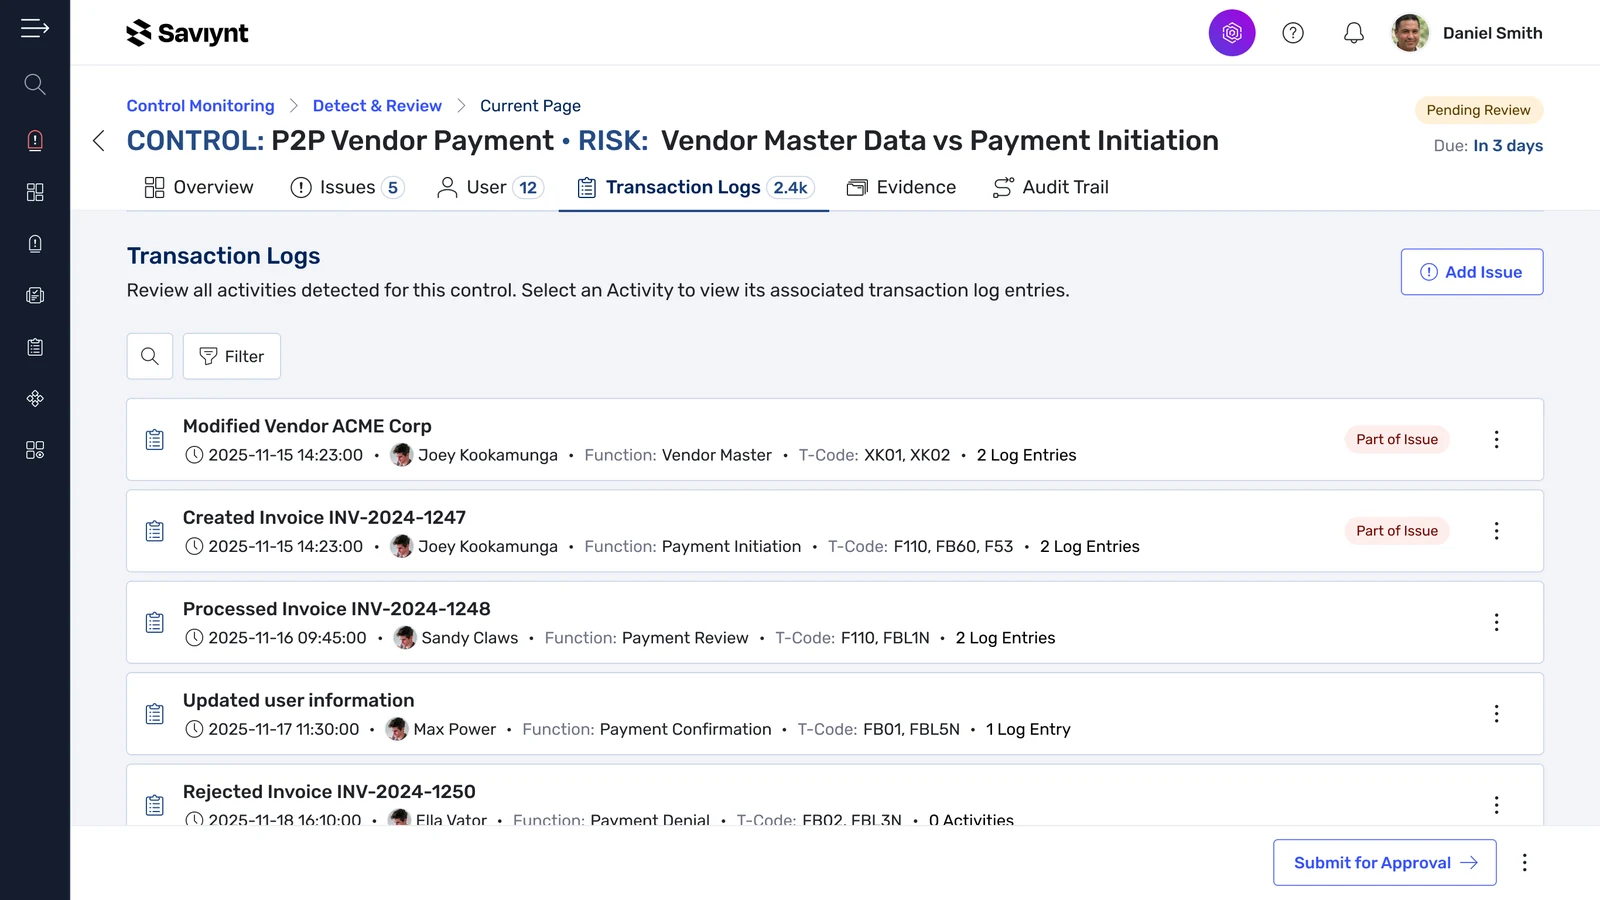 Saviynt
Daniel Smith
Control Monitoring > Detect & Review > Current Page
Pending Review
CONTROL: P2P Vendor Payment • RISK: Vendor Master Data vs Payment Initiation
Due: In 3 days
Overview Issues 5 User 12 Transaction Logs 2.4k Evidence Audit Trail
Transaction Logs
Review all activities detected for this control. Select an Activity to view its associated transaction log entries.
Add Issue
Filter
Modified Vendor ACME Corp
2025-11-15 14:23:00 • Joey Kookamunga • Function: Vendor Master • T-Code: XK01, XK02 • 2 Log Entries
Part of Issue
Created Invoice INV-2024-1247
2025-11-15 14:23:00 • Joey Kookamunga • Function: Payment Initiation • T-Code: F110, FB60, F53 • 2 Log Entries
Part of Issue
Processed Invoice INV-2024-1248
2025-11-16 09:45:00 • Sandy Claws • Function: Payment Review • T-Code: F110, FBL1N • 2 Log Entries
Updated user information
2025-11-17 11:30:00 • Max Power • Function: Payment Confirmation • T-Code: FB01, FBL5N • 1 Log Entry
Rejected Invoice INV-2024-1250
2025-11-18 16:10:00 • Ella Vator • Function: Payment Denial • T-Code: FB02, FBL3N • 0 Activities
Submit for Approval